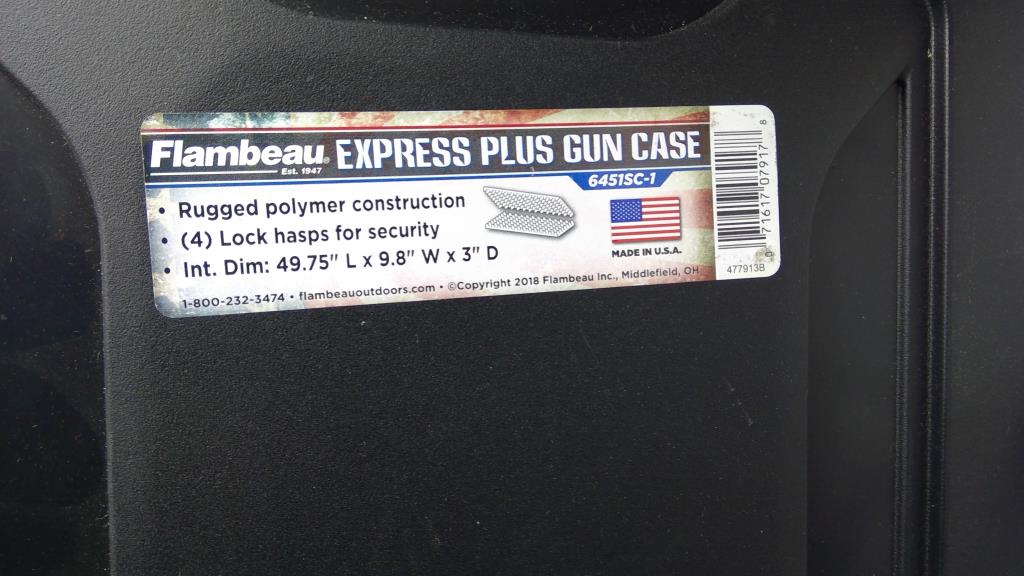 Flambeau® EXPRESS PLUS GUN CASE
Est. 1947
6451SC-1
• Rugged polymer construction
• (4) Lock hasps for security
• Int. Dim: 49.75" L x 9.8" W x 3" D
MADE IN U.S.A.
1-800-232-3474 • flambeauoutdoors.com • ©Copyright 2018 Flambeau Inc., Middlefield, OH
0 71617 07917 8
477913B